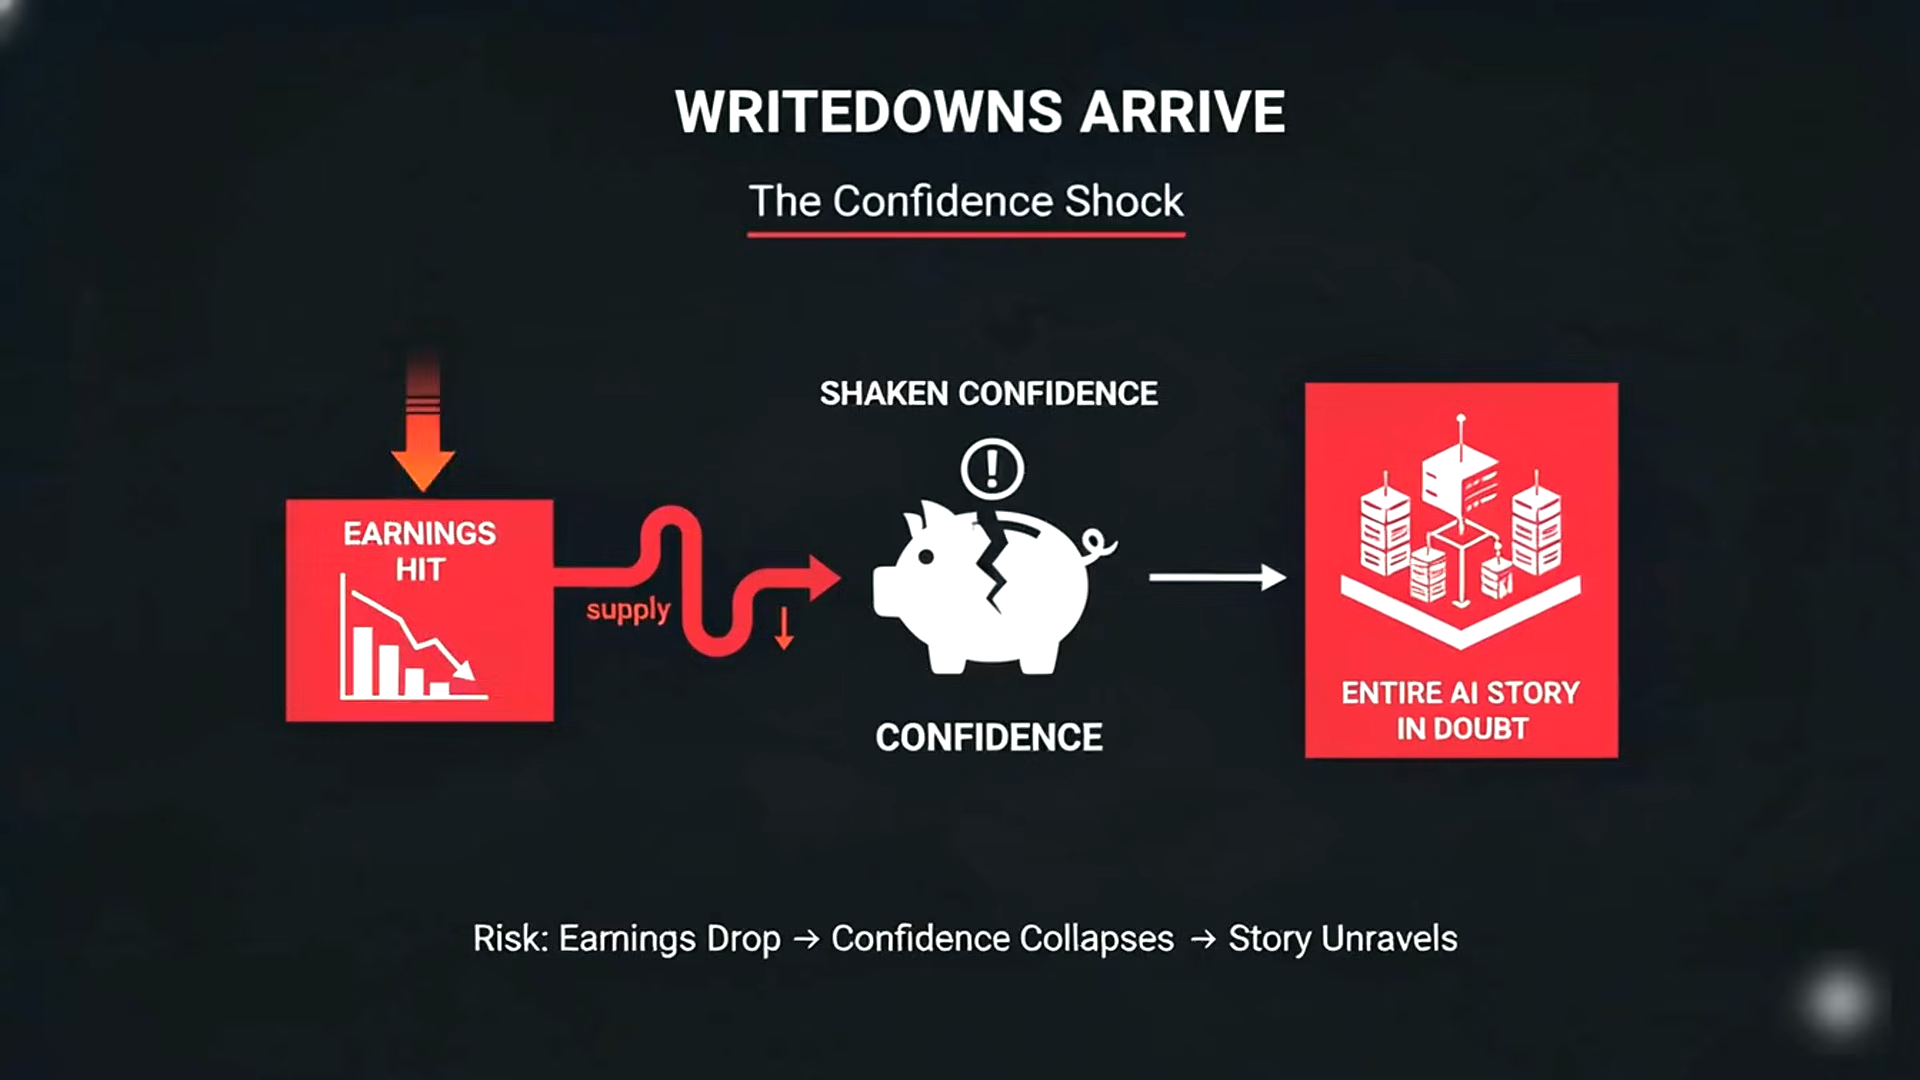 WRITEDOWNS ARRIVE
The Confidence Shock
SHAKEN CONFIDENCE
!
EARNINGS
HIT
supply
CONFIDENCE
ENTIRE AI STORY
IN DOUBT
Risk: Earnings Drop → Confidence Collapses → Story Unravels